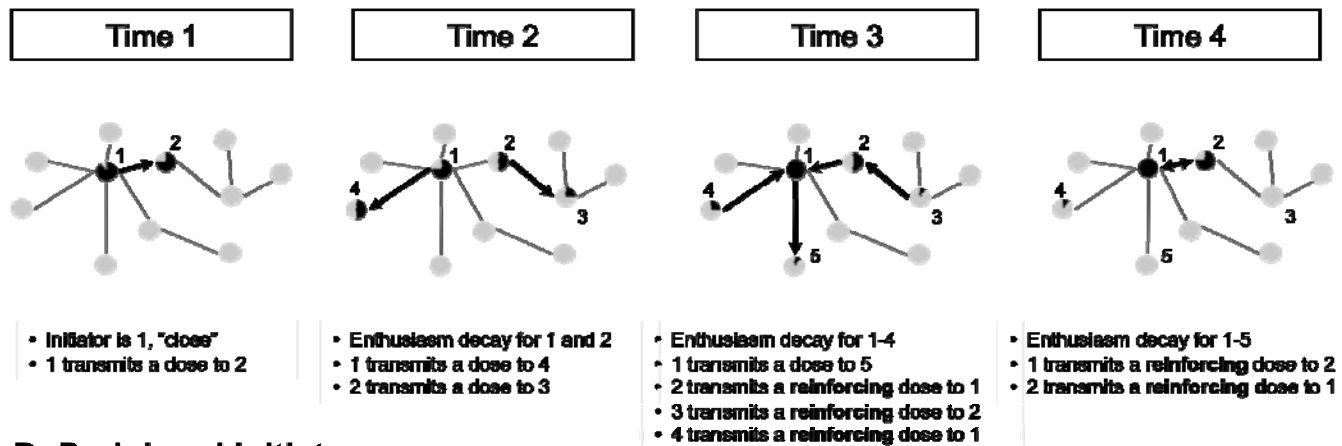 Time 1
Time 2
Time 3
Time 4
1
2
1
2
3
4
1
2
3
4
5
1
2
3
4
5
• Initiator is 1, "close"
• 1 transmits a dose to 2
• Enthusiasm decay for 1 and 2
• 1 transmits a dose to 4
• 2 transmits a dose to 3
• Enthusiasm decay for 1-4
• 1 transmits a dose to 5
• 2 transmits a reinforcing dose to 1
• 3 transmits a reinforcing dose to 2
• 4 transmits a reinforcing dose to 1
• Enthusiasm decay for 1-5
• 1 transmits a reinforcing dose to 2
• 2 transmits a reinforcing dose to 1